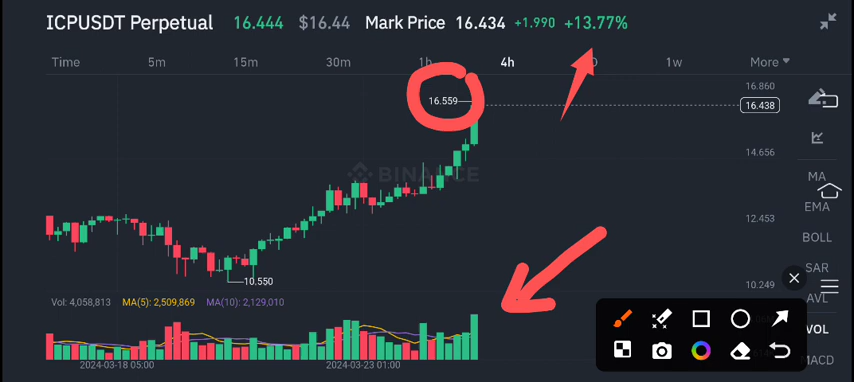 ICPUSDT Perpetual 16.444 $16.44 Mark Price 16.434 +1.990 +13.77%
Time 5m 15m 30m 1h 4h D 1w More
16.860
16.559
16.438
14.656
BINANCE
12.453
10.550
10.249
Vol: 4,058,813 MA(5): 2,509,869 MA(10): 2,129,010
2024-03-18 05:00 2024-03-23 01:00
MA
EMA
BOLL
SAR
AVL
VOL
MACD